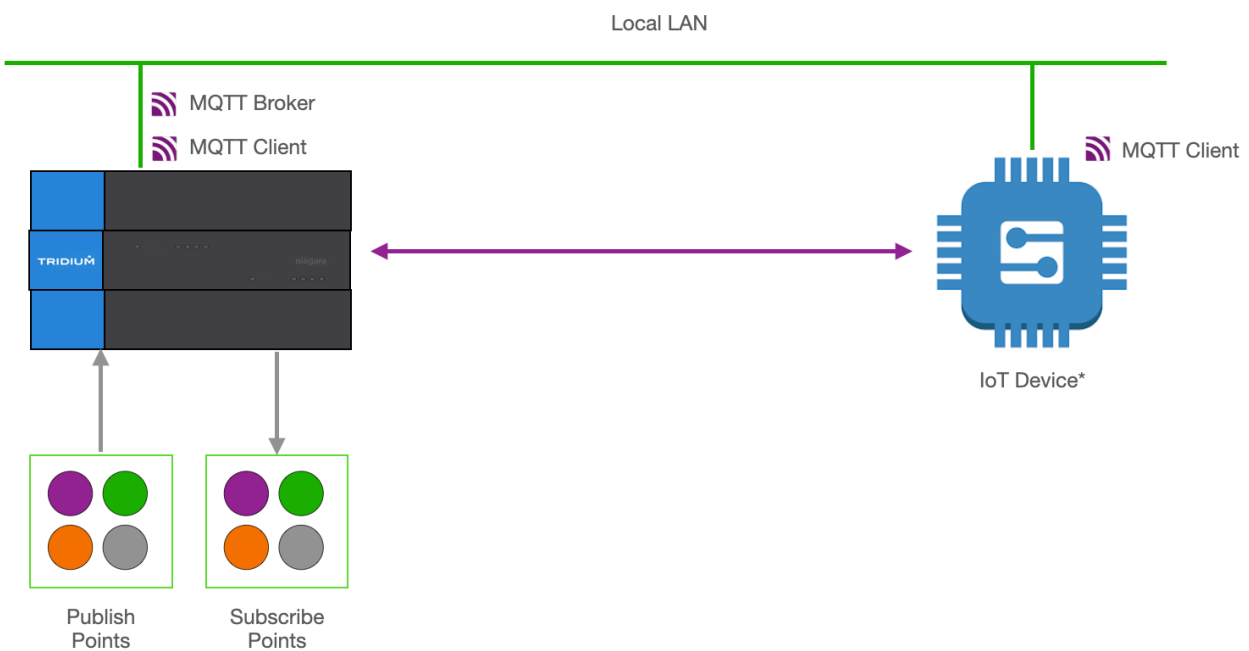 Local LAN
MQTT Broker
MQTT Client
MQTT Client
TRIDIUM
niagara
IoT Device*
Publish
Points
Subscribe
Points